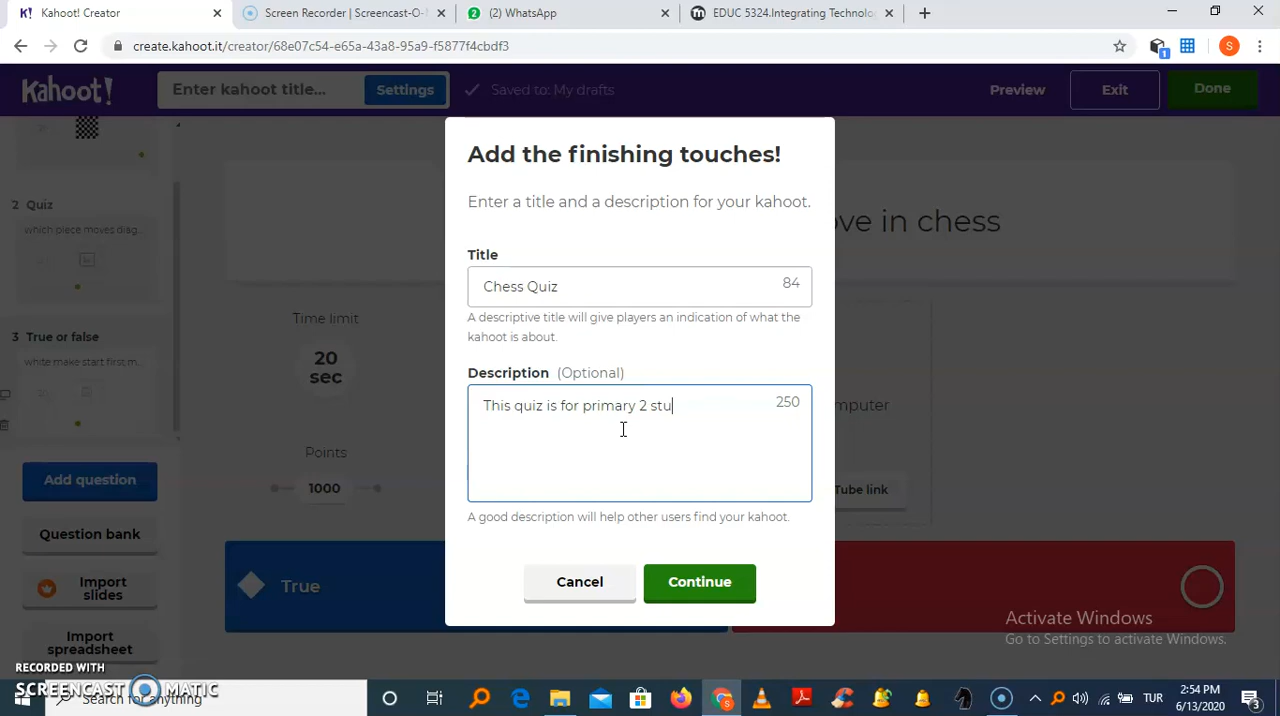 Kahoot! Creator
Screen Recorder | Screencast-O-
(2) WhatsApp
EDUC 5324.Integrating Technolo
create.kahoot.it/creator/68e07c54-e65a-43a8-95a9-f5877f4cbdf3
Kahoot!
Enter kahoot title...
Settings
Saved to: My drafts
Preview
Exit
Done
2 Quiz
which piece moves diag...
3 True or false
white make start first m...
Add question
Question bank
Import
slides
Import
spreadsheet
Time limit
20
sec
Points
1000
ove in chess
mputer
Tube link
True
Add the finishing touches!
Enter a title and a description for your kahoot.
Title
Chess Quiz
84
A descriptive title will give players an indication of what the
kahoot is about.
Description (Optional)
This quiz is for primary 2 stu
250
A good description will help other users find your kahoot.
Cancel
Continue
Activate Windows
Go to Settings to activate Windows.
RECORDED WITH
SCREENCAST MATIC
Search for anything
TUR
2:54 PM
6/13/2020
3